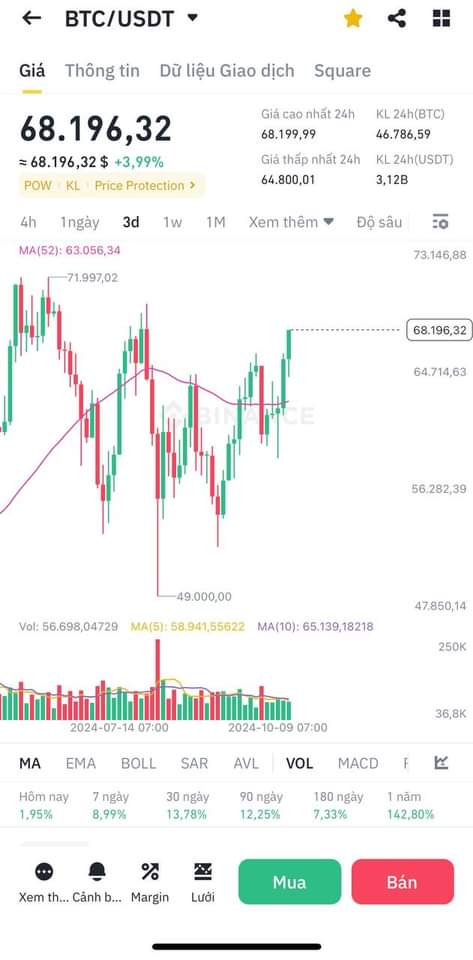 BTC/USDT
Giá Thông tin Dữ liệu Giao dịch Square
68.196,32
≈ 68.196,32 $ +3,99%
POW KL Price Protection
Giá cao nhất 24h KL 24h(BTC)
68.199,99 46.786,59
Giá thấp nhất 24h KL 24h(USDT)
64.800,01 3,12B
4h 1ngày 3d 1w 1M Xem thêm Độ sâu
MA(52): 63.056,34
73.146,88
71.997,02
68.196,32
64.714,63
BINANCE
56.282,39
49.000,00
47.850,14
Vol: 56.698,04729 MA(5): 58.941,55622 MA(10): 65.139,18218
250K
36,8K
2024-07-14 07:00 2024-10-09 07:00
MA EMA BOLL SAR AVL VOL MACD
Hôm nay 7 ngày 30 ngày 90 ngày 180 ngày 1 năm
1,95% 8,99% 13,78% 12,25% 7,33% 142,80%
Xem th... Cảnh b... Margin Lưới
Mua Bán